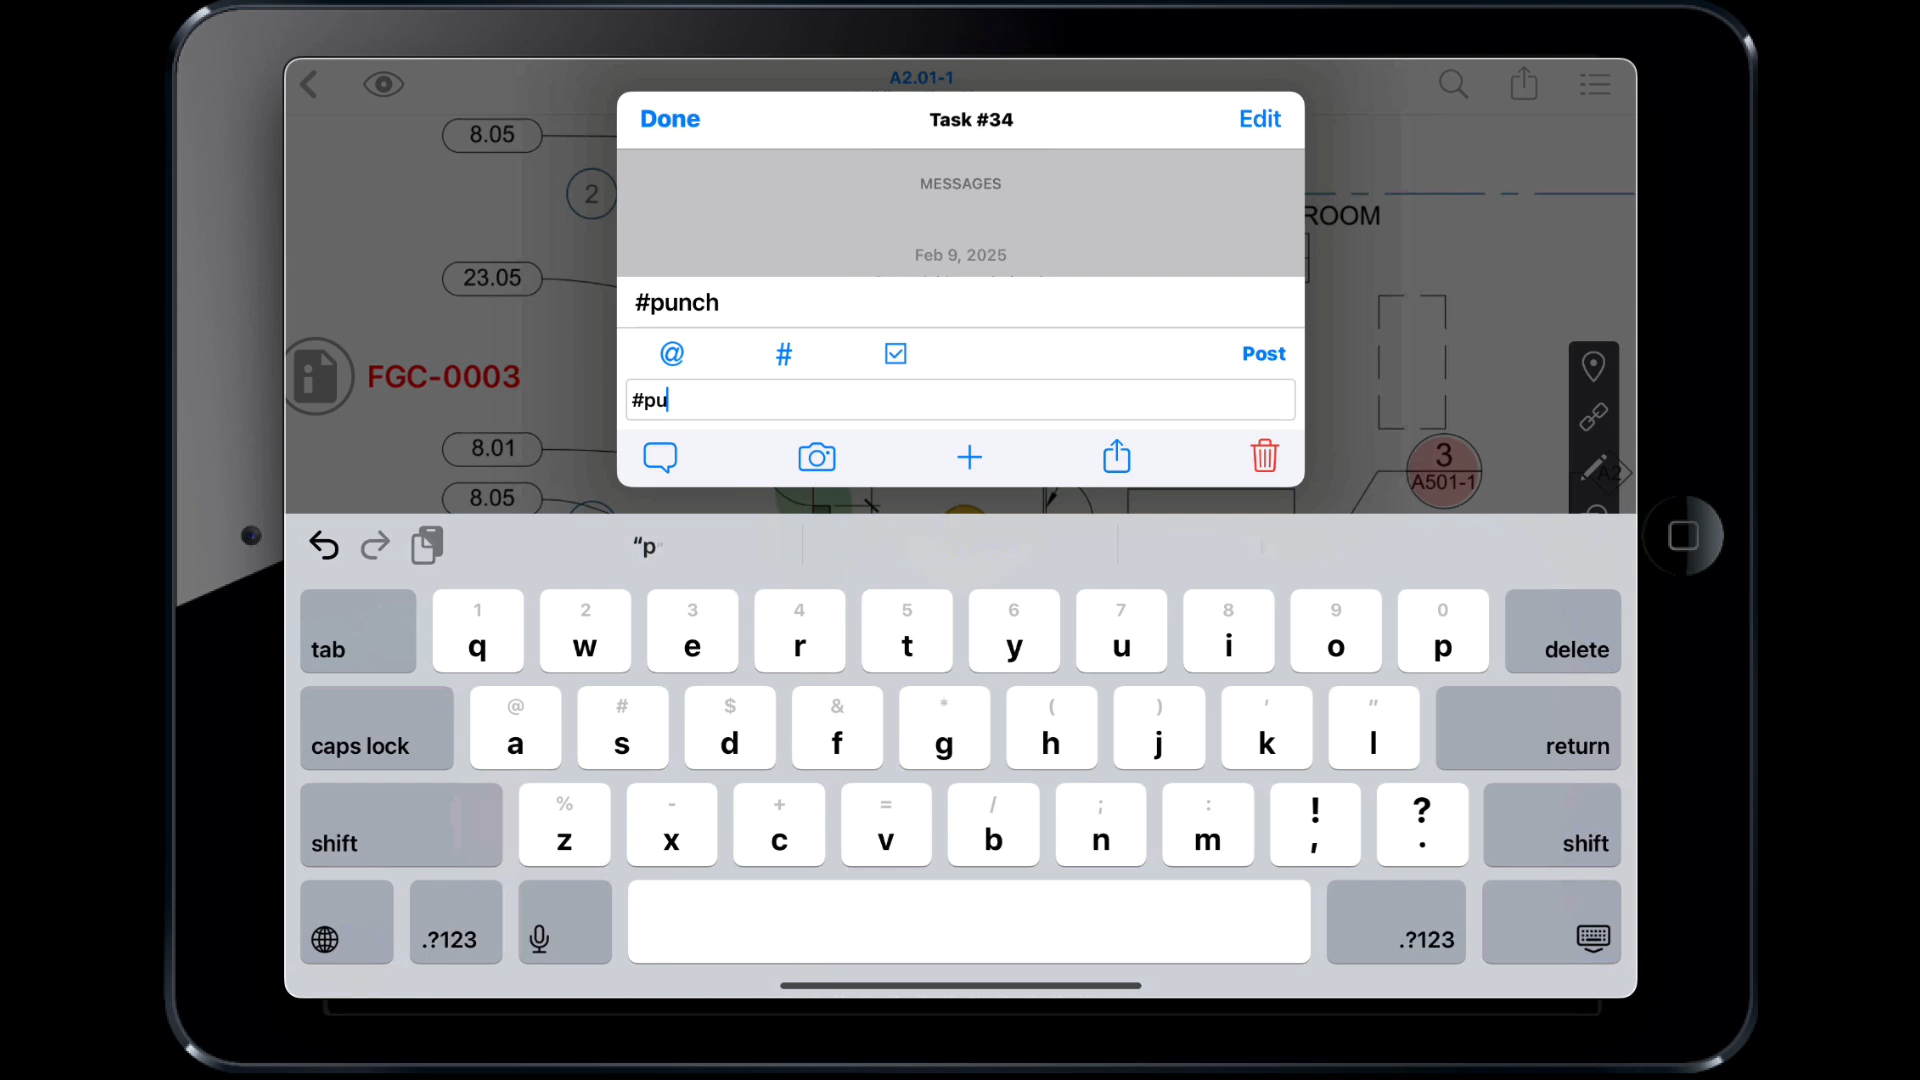 A2.01-1
Done Task #34 Edit
MESSAGES
Feb 9, 2025
#punch
@ # Post
#pu
8.05
2
23.05
FGC-0003
8.01
8.05
ROOM
3
A501-1
A2
“p”
tab 1 q 2 w 3 e 4 r 5 t 6 y 7 u 8 i 9 o 0 p delete
caps lock @ a # s $ d & f * g ( h ) j ' k " l return
shift % z - x + c = v / b ; n : m ! , ? . shift
.?123 .?123